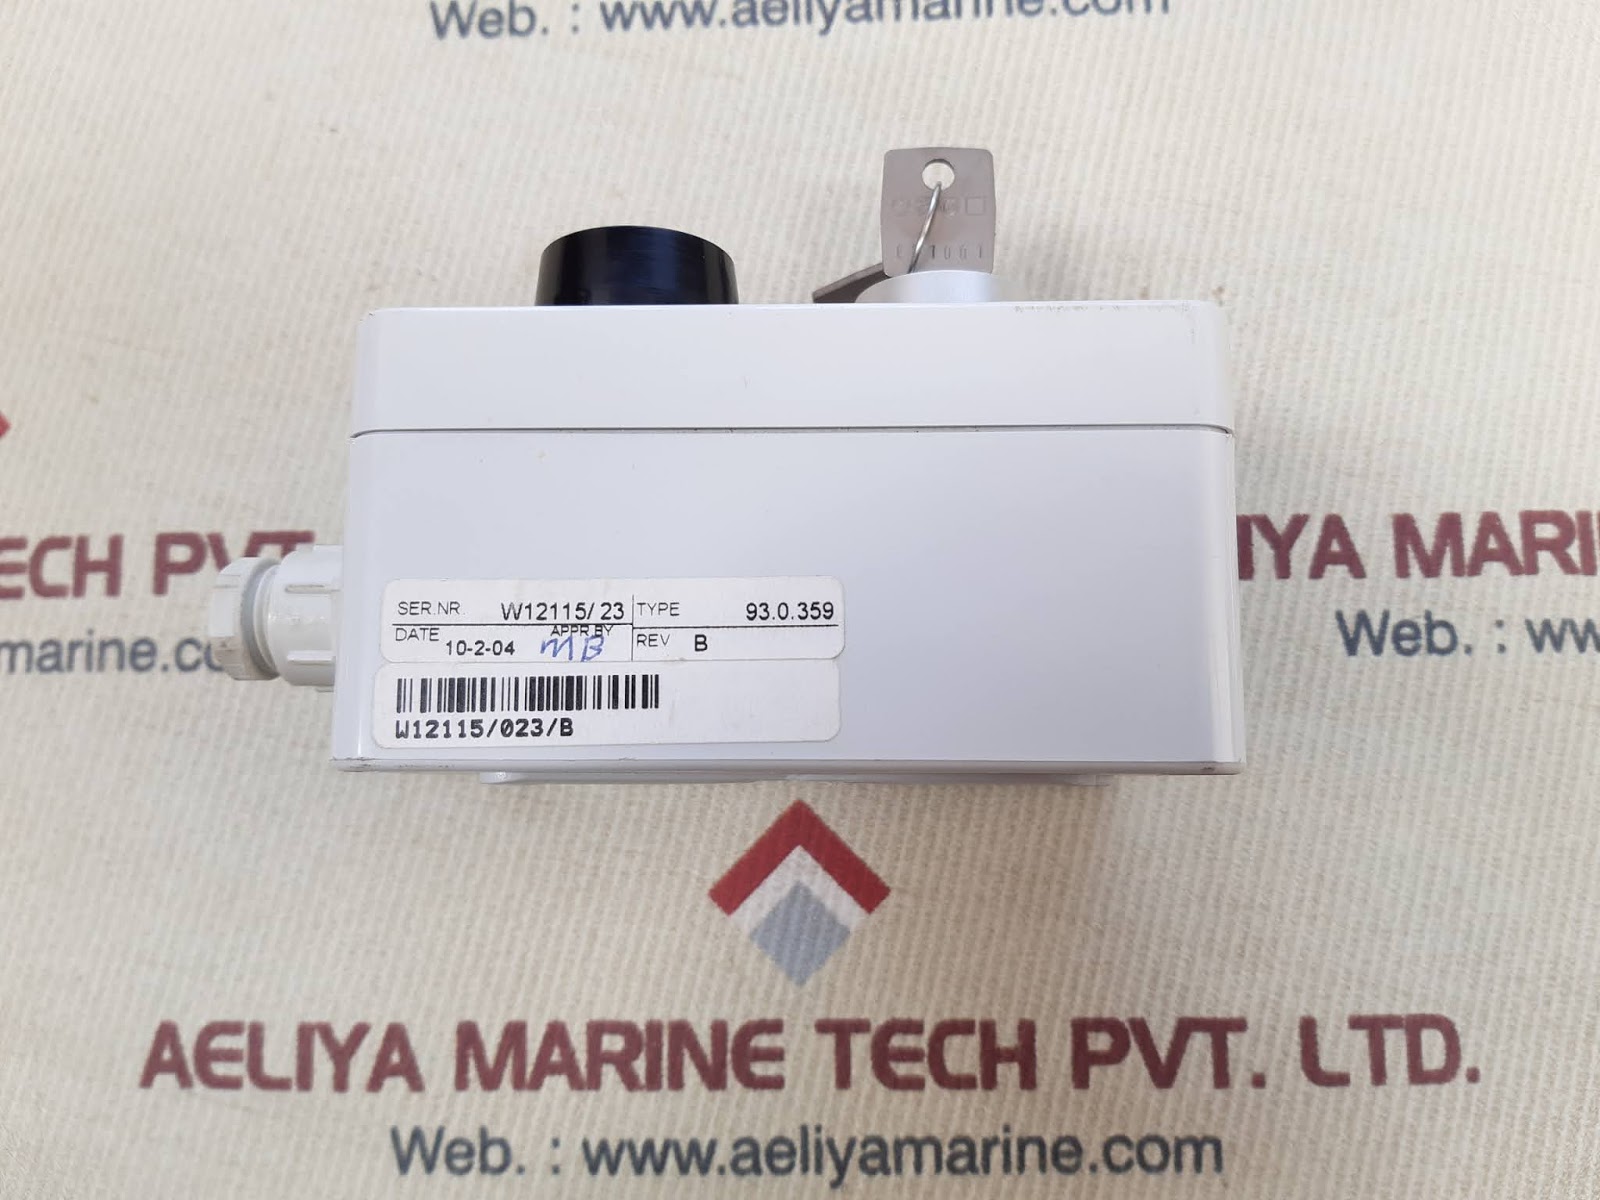 Web. : www.aeliyamarine.com
SER.NR. W12115/ 23 TYPE 93.0.359
DATE 10-2-04 APPR.BY MB REV B
W12115/023/B
ECH PVT
marine.co
IYA MARI
Web. : ww
AELIYA MARINE TECH PVT. LTD.
Web. : www.aeliyamarine.com